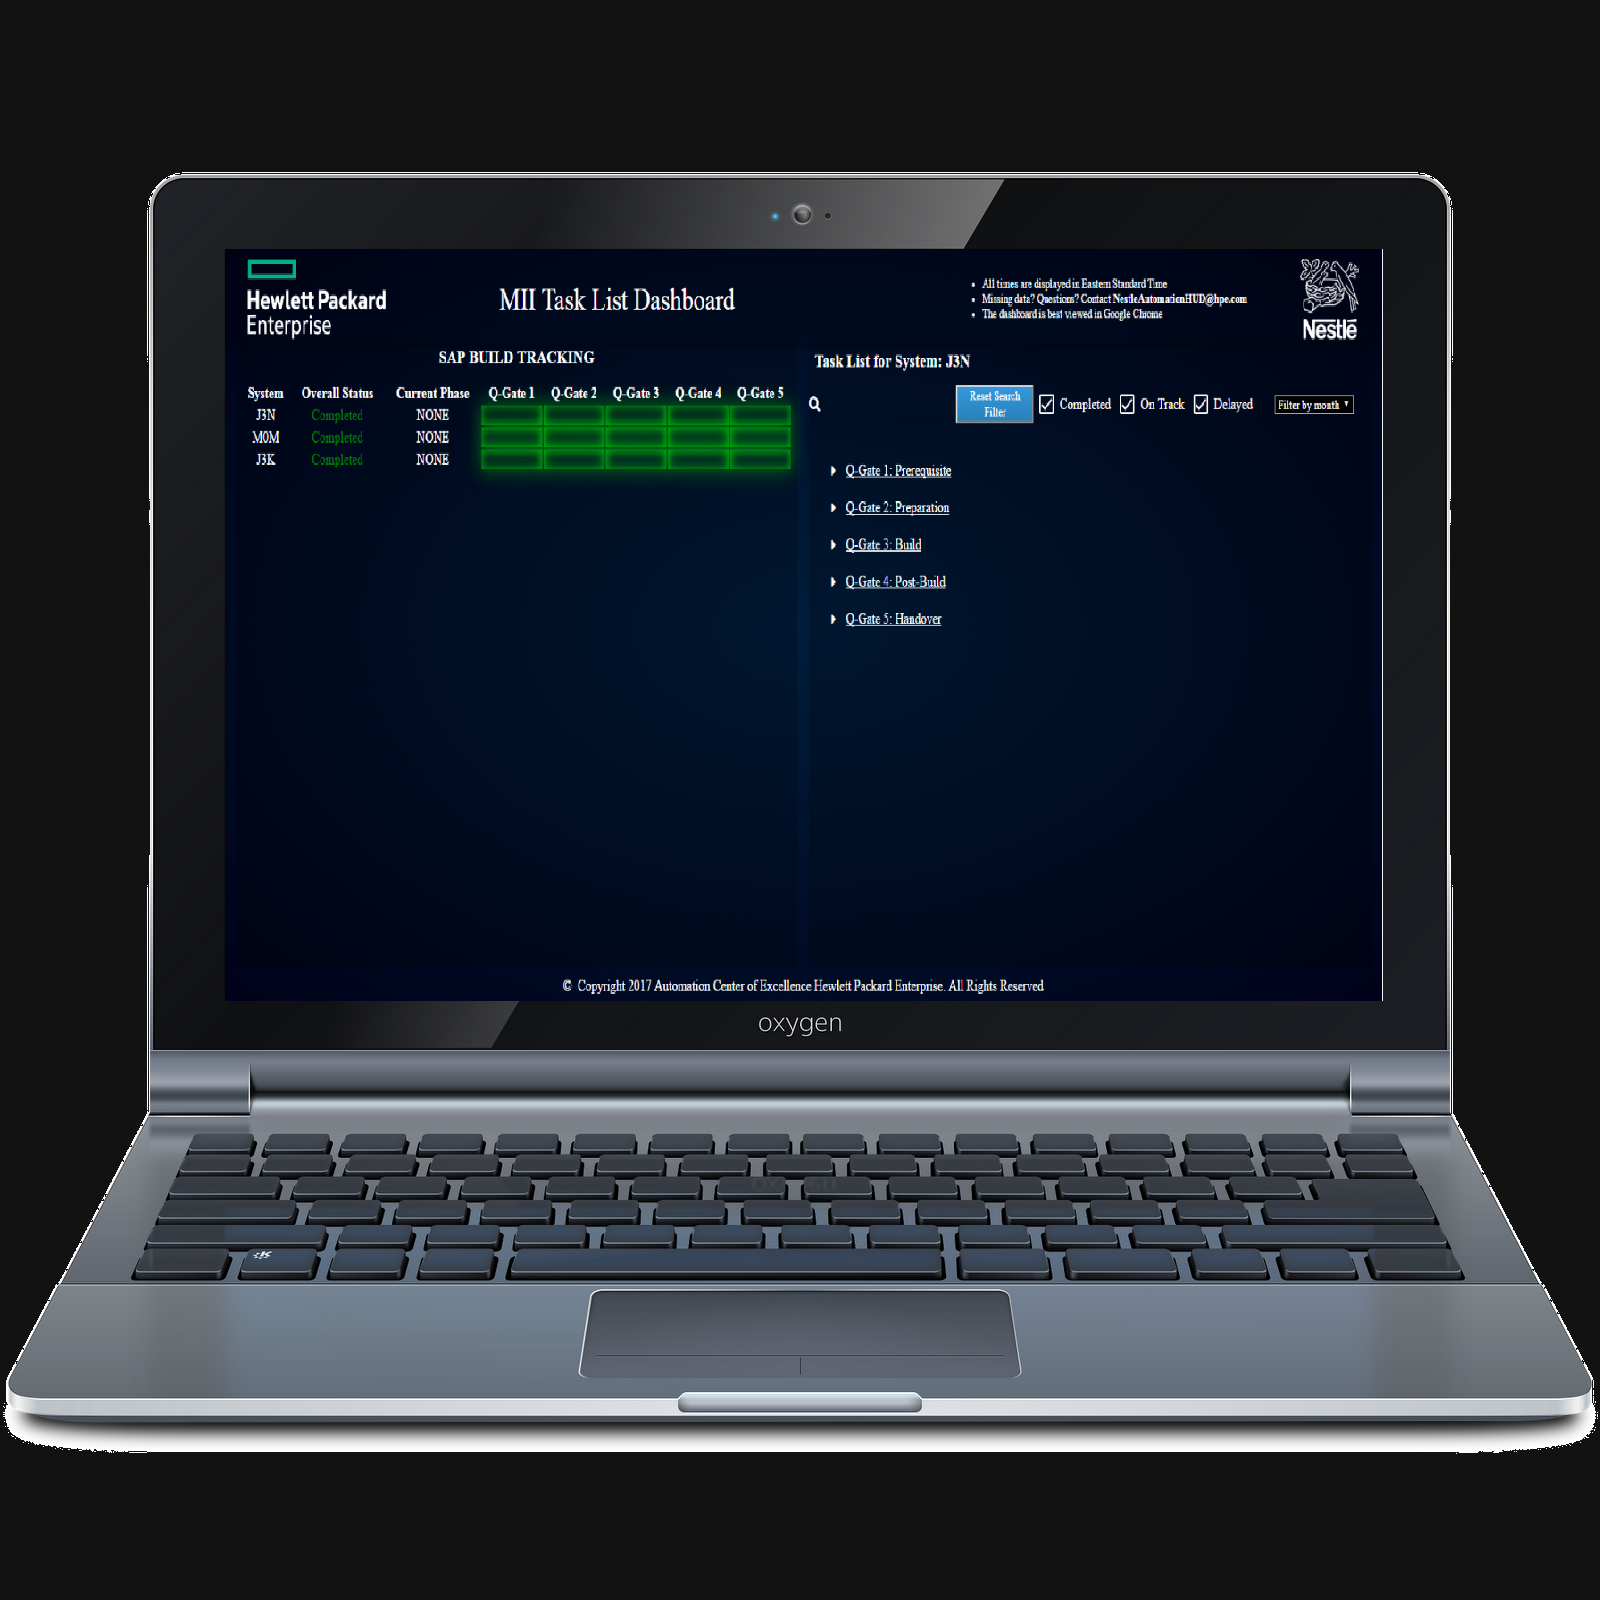 Hewlett Packard
Enterprise
MII Task List Dashboard
All times are displayed in Eastern Standard Time
Missing data? Questions? Contact NestleAutomationHUD@hpe.com
The dashboard is best viewed in Google Chrome
Nestlé
SAP BUILD TRACKING
System Overall Status Current Phase Q-Gate 1 Q-Gate 2 Q-Gate 3 Q-Gate 4 Q-Gate 5
J3N Completed NONE
M0M Completed NONE
J3K Completed NONE
Task List for System: J3N
Reset Search
Filter
Completed On Track Delayed Filter by month
Q-Gate 1: Prerequisite
Q-Gate 2: Preparation
Q-Gate 3: Build
Q-Gate 4: Post-Build
Q-Gate 5: Handover
© Copyright 2017 Automation Center of Excellence Hewlett Packard Enterprise. All Rights Reserved
oxygen